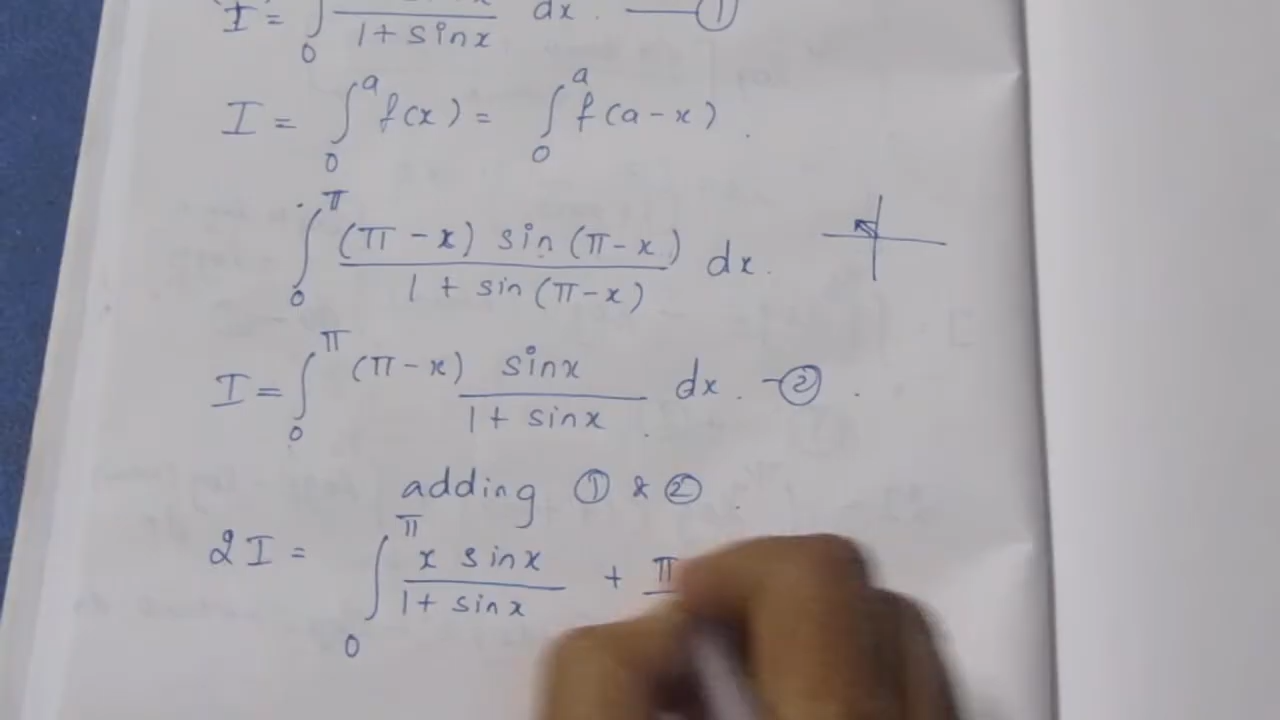 I = ∫₀ / 1 + sinx dx. — ①
I = ∫₀ᵃ f(x) = ∫₀ᵃ f(a - x).
∫₀^π (π - x) sin(π - x) / 1 + sin(π - x) dx.
I = ∫₀^π (π - x) sinx / 1 + sinx dx. - ②.
adding ① & ②.
2I = ∫₀^π x sinx / 1 + sinx + π